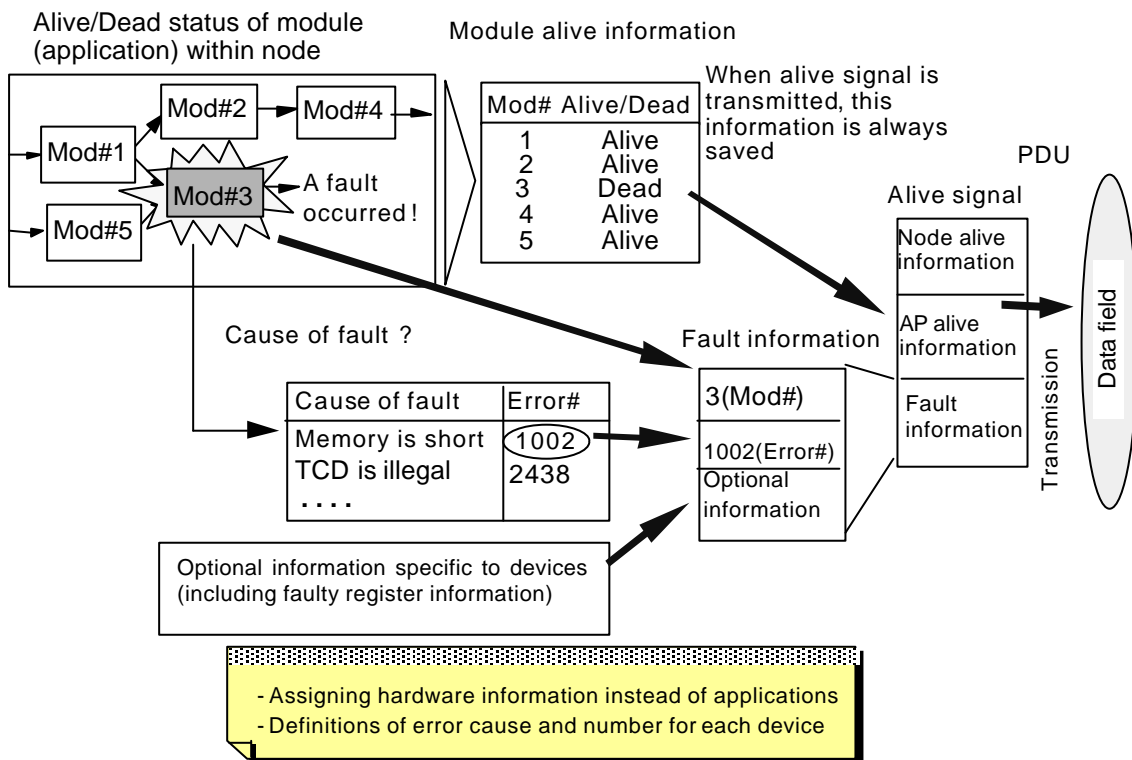 Alive/Dead status of module
(application) within node
Module alive information
Mod#2
Mod#4
Mod#1
Mod#3
Mod#5
A fault
occurred!
Mod# Alive/Dead
1 Alive
2 Alive
3 Dead
4 Alive
5 Alive
When alive signal is
transmitted, this
information is always
saved
PDU
Alive signal
Node alive
information
AP alive
information
Fault
information
Transmission
Data field
Cause of fault ?
Fault information
Cause of fault Error#
Memory is short 1002
TCD is illegal 2438
....
3(Mod#)
1002(Error#)
Optional
information
Optional information specific to devices
(including faulty register information)
- Assigning hardware information instead of applications
- Definitions of error cause and number for each device